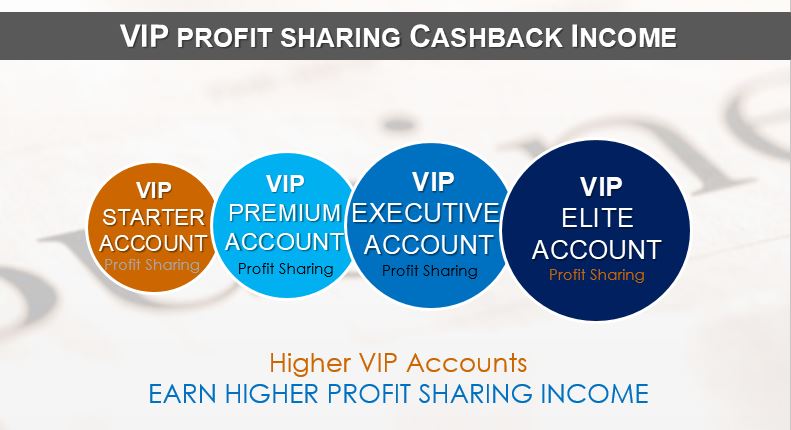 VIP PROFIT SHARING CASHBACK INCOME
VIP
STARTER
ACCOUNT
Profit Sharing
VIP
PREMIUM
ACCOUNT
Profit Sharing
VIP
EXECUTIVE
ACCOUNT
Profit Sharing
VIP
ELITE
ACCOUNT
Profit Sharing
Higher VIP Accounts
EARN HIGHER PROFIT SHARING INCOME